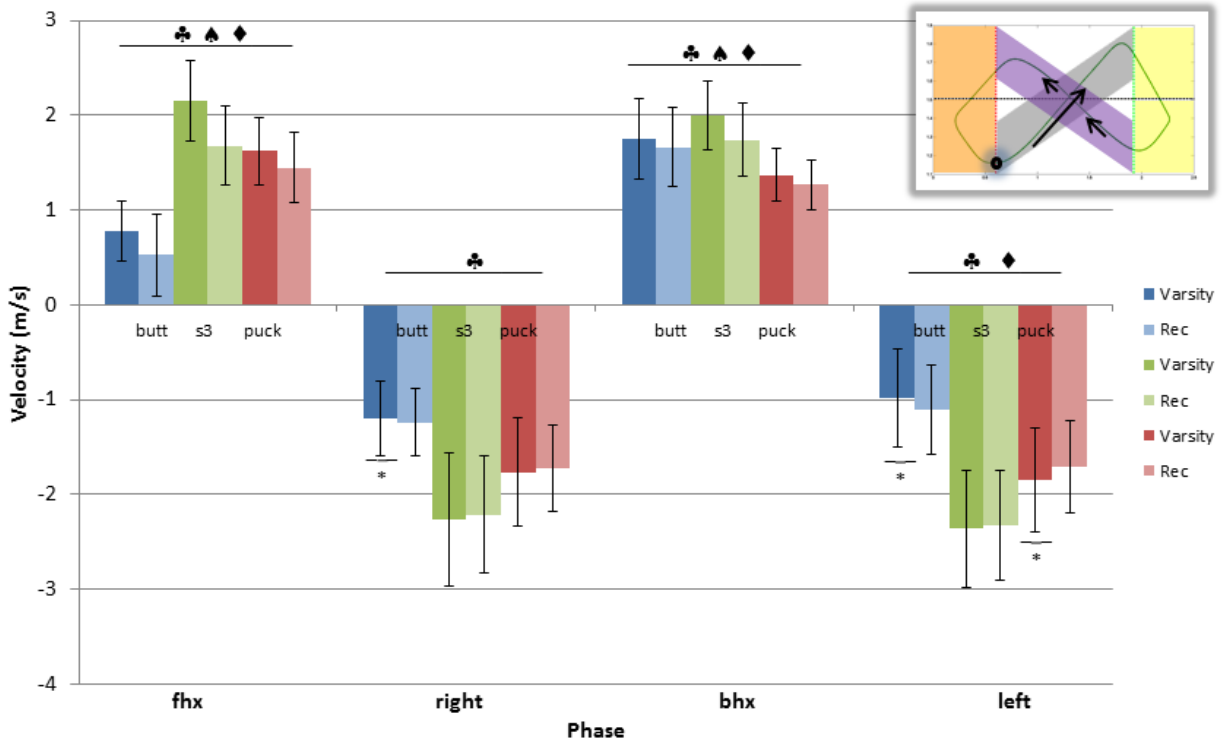 3
♣ ♠ ♦
♣ ♠ ♦
2
1
♣
♣ ♦
0
butt s3 puck
butt s3 puck
butt s3 puck
butt s3 puck
-1
*
*
*
-2
-3
-4
Velocity (m/s)
fhx right bhx left
Phase
Varsity
Rec
Varsity
Rec
Varsity
Rec